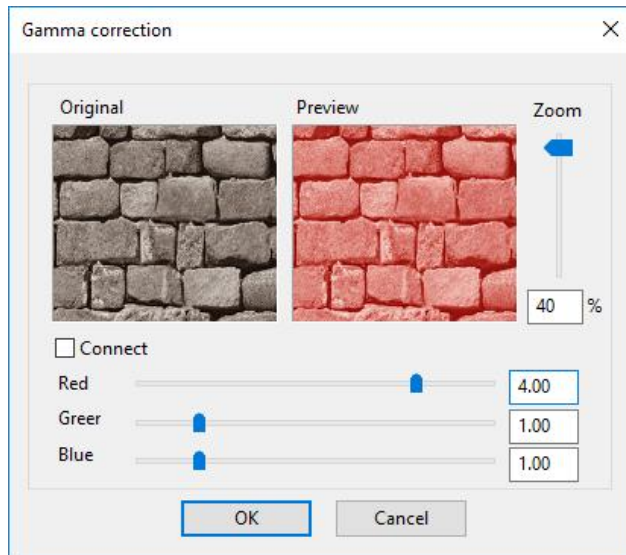 Gamma correction
Original Preview Zoom
40 %
Connect
Red 4.00
Greer 1.00
Blue 1.00
OK Cancel